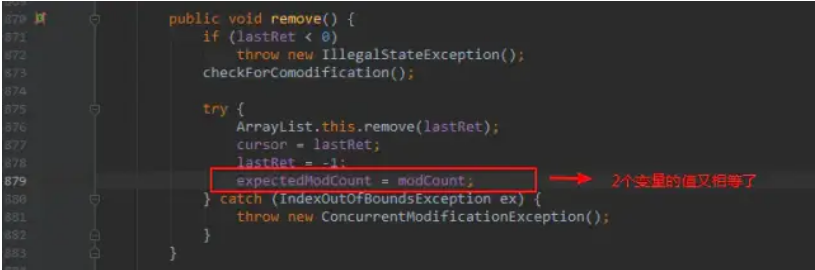 870 public void remove() {
871 if (lastRet < 0)
872 throw new IllegalStateException();
873 checkForComodification();
874
875 try {
876 ArrayList.this.remove(lastRet);
877 cursor = lastRet;
878 lastRet = -1;
879 expectedModCount = modCount; 2个变量的值又相等了
880 } catch (IndexOutOfBoundsException ex) {
881 throw new ConcurrentModificationException();
882 }
883 }